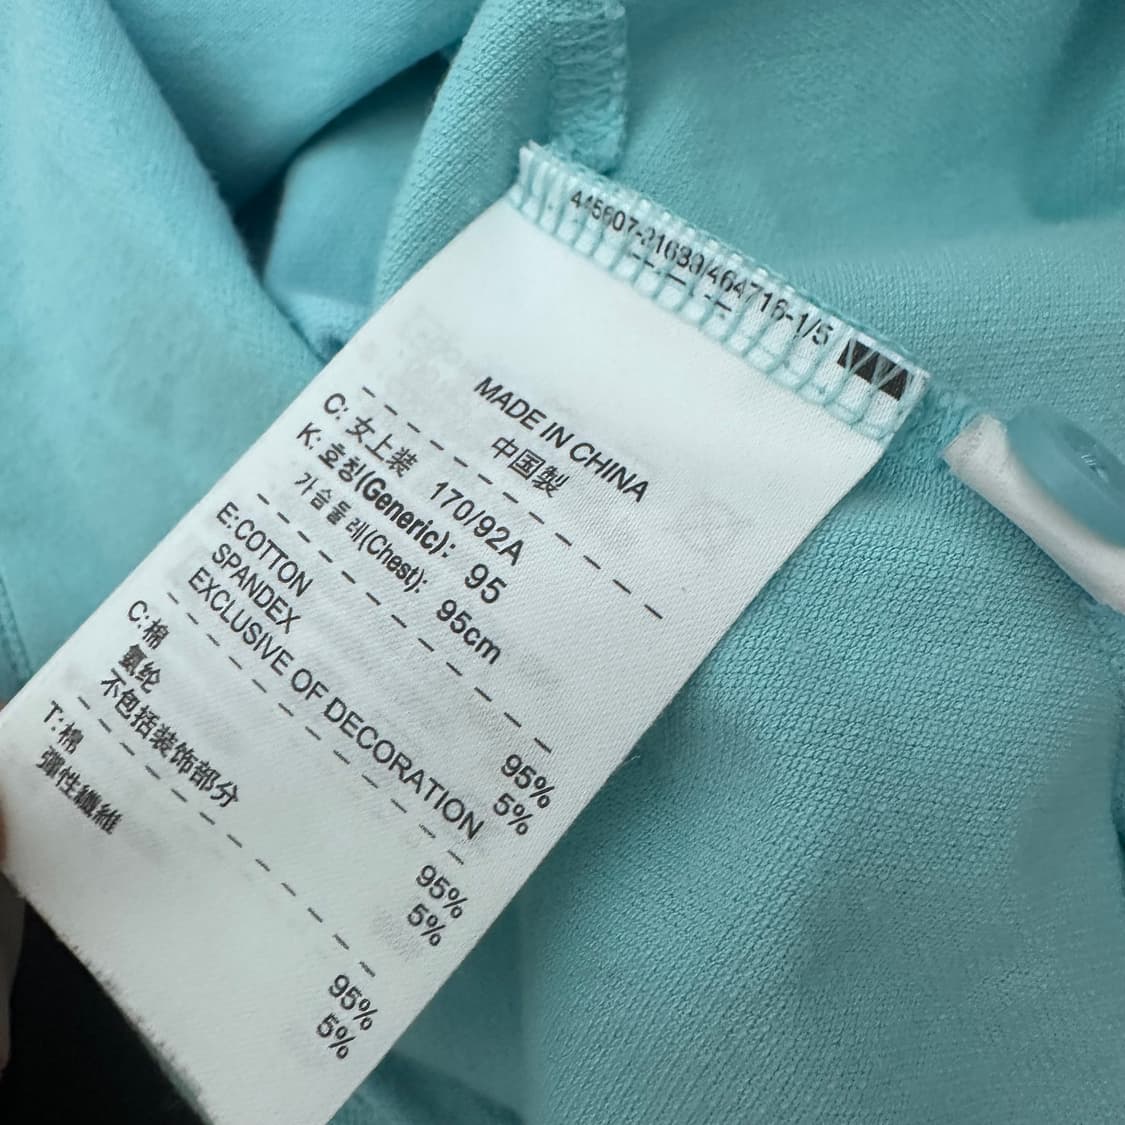 445607-21639/464716-1/5
MADE IN CHINA
中国製
C: 女上装 170/92A
K: 호칭(Generic): 95
가슴둘레(Chest): 95cm
E:COTTON 95%
SPANDEX 5%
EXCLUSIVE OF DECORATION
C:棉 95%
氨纶 5%
不包括装饰部分
T:棉 95%
彈性纖維 5%